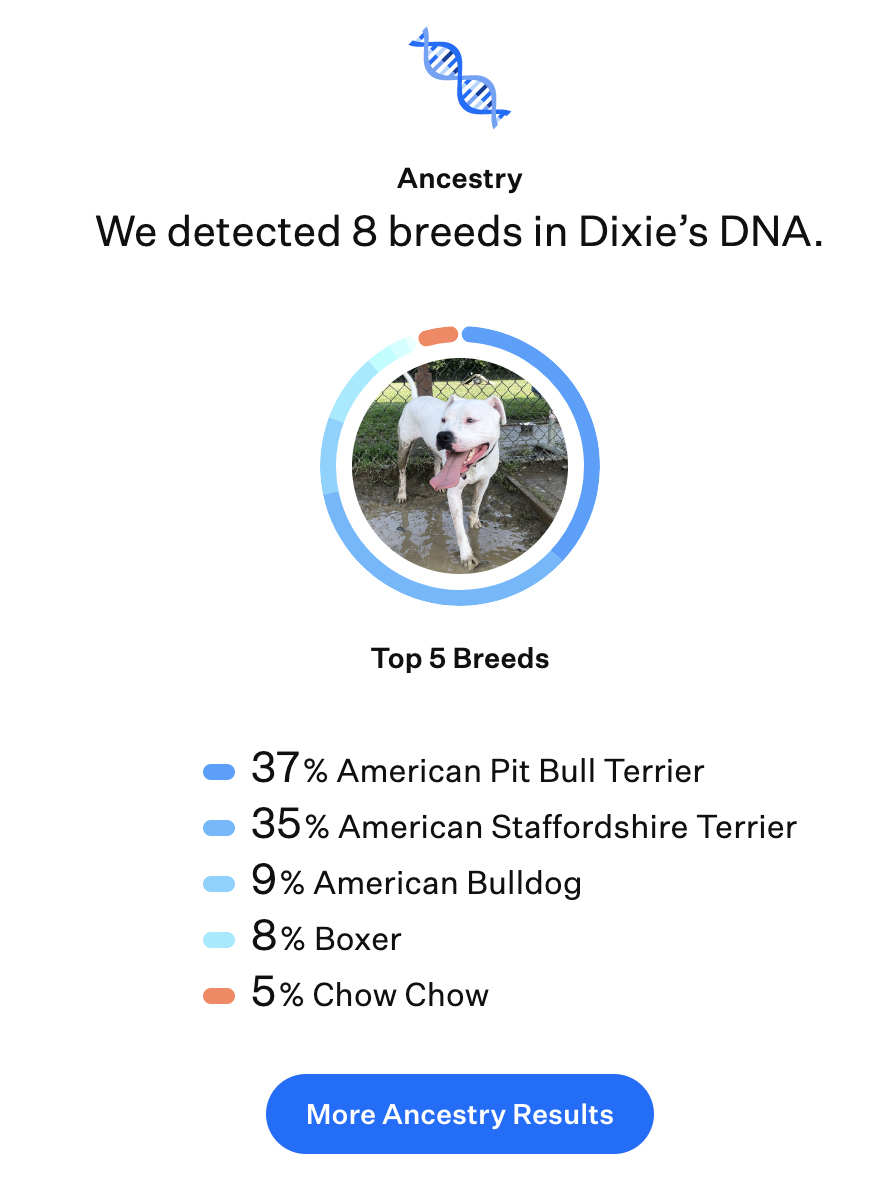 Ancestry
We detected 8 breeds in Dixie’s DNA.
Top 5 Breeds
37% American Pit Bull Terrier
35% American Staffordshire Terrier
9% American Bulldog
8% Boxer
5% Chow Chow
More Ancestry Results